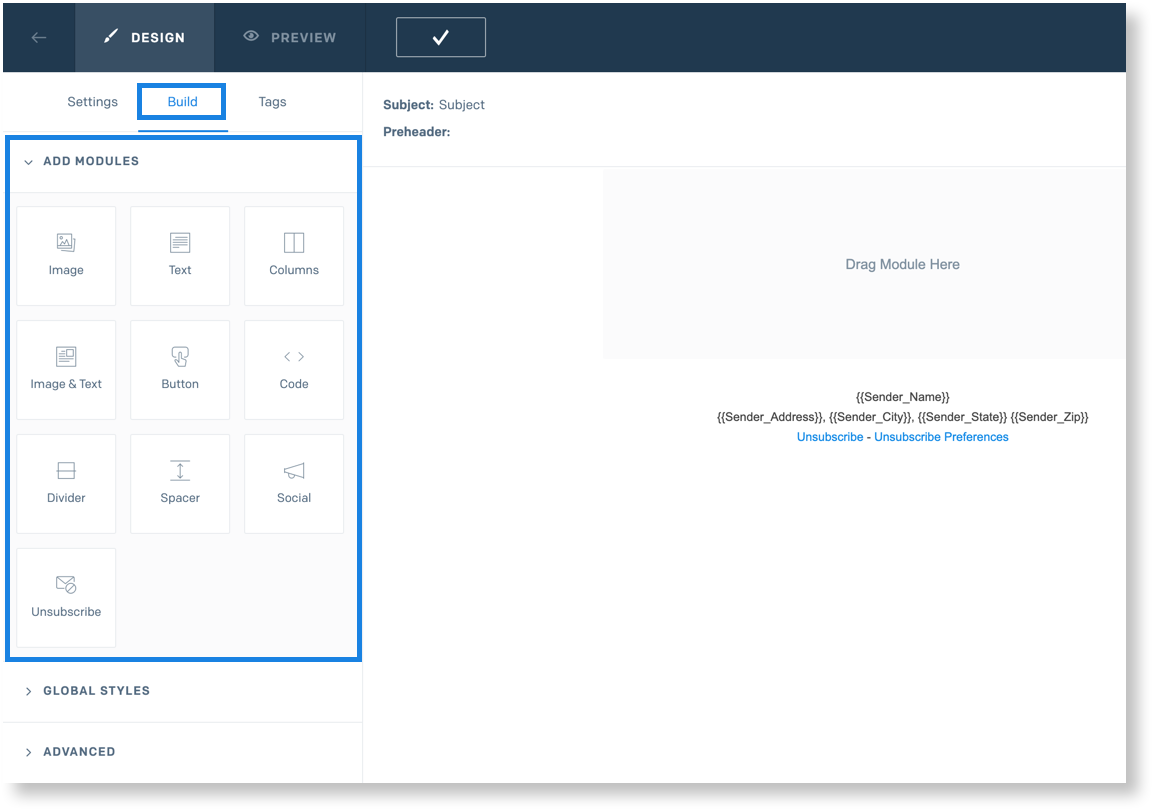 DESIGN PREVIEW
Settings Build Tags
ADD MODULES
Image Text Columns
Image & Text Button Code
Divider Spacer Social
Unsubscribe
GLOBAL STYLES
ADVANCED
Subject: Subject
Preheader:
Drag Module Here
{{Sender_Name}}
{{Sender_Address}}, {{Sender_City}}, {{Sender_State}} {{Sender_Zip}}
Unsubscribe - Unsubscribe Preferences